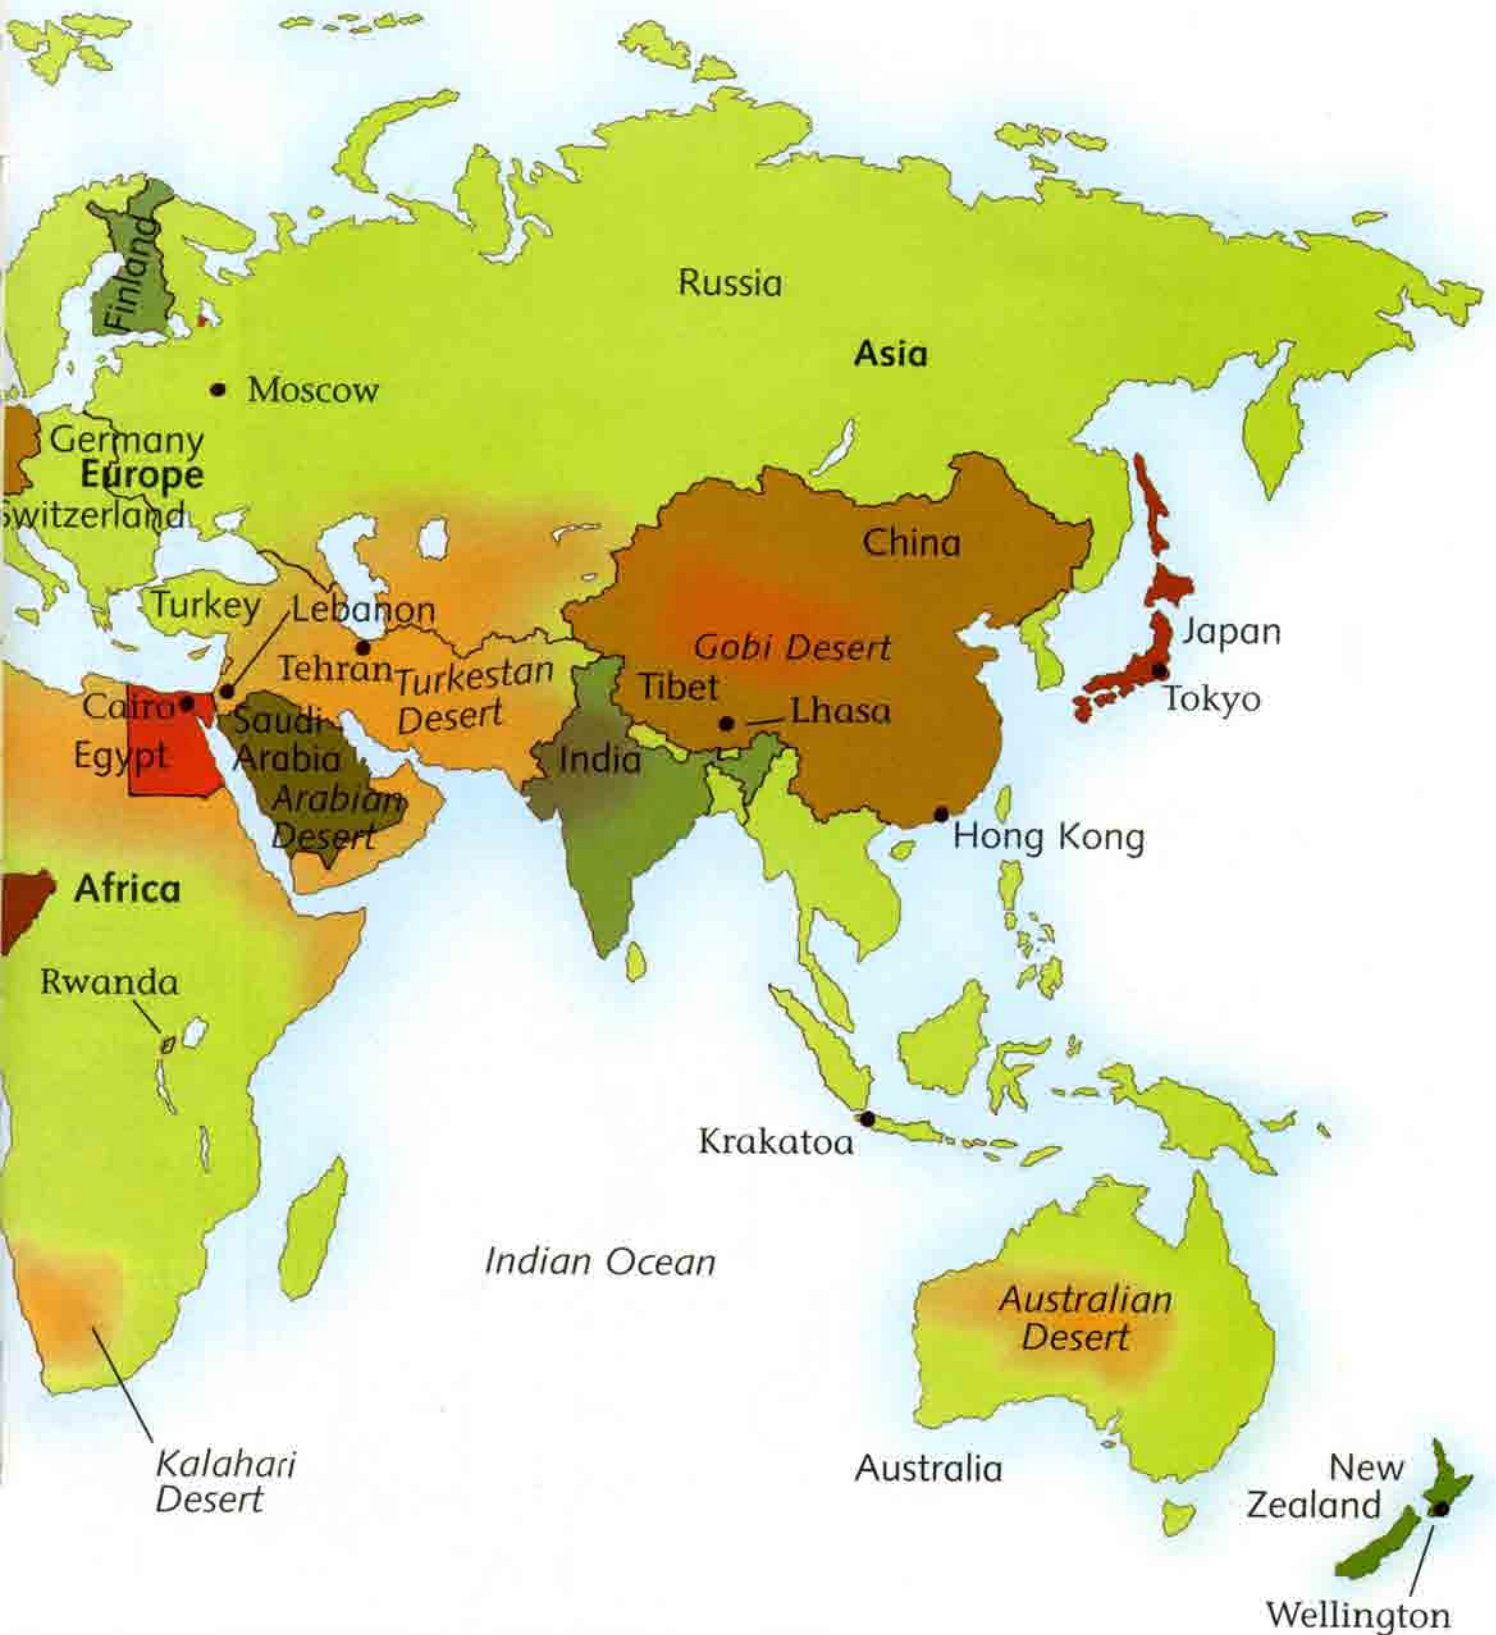 Finland
Russia
Asia
Moscow
Germany
Europe
Switzerland
China
Turkey
Lebanon
Japan
Gobi Desert
Tehran
Turkestan
Desert
Tibet
Tokyo
Cairo
Lhasa
Saudi
Arabia
Egypt
India
Arabian
Desert
Hong Kong
Africa
Rwanda
Krakatoa
Indian Ocean
Australian
Desert
Kalahari
Desert
Australia
New
Zealand
Wellington